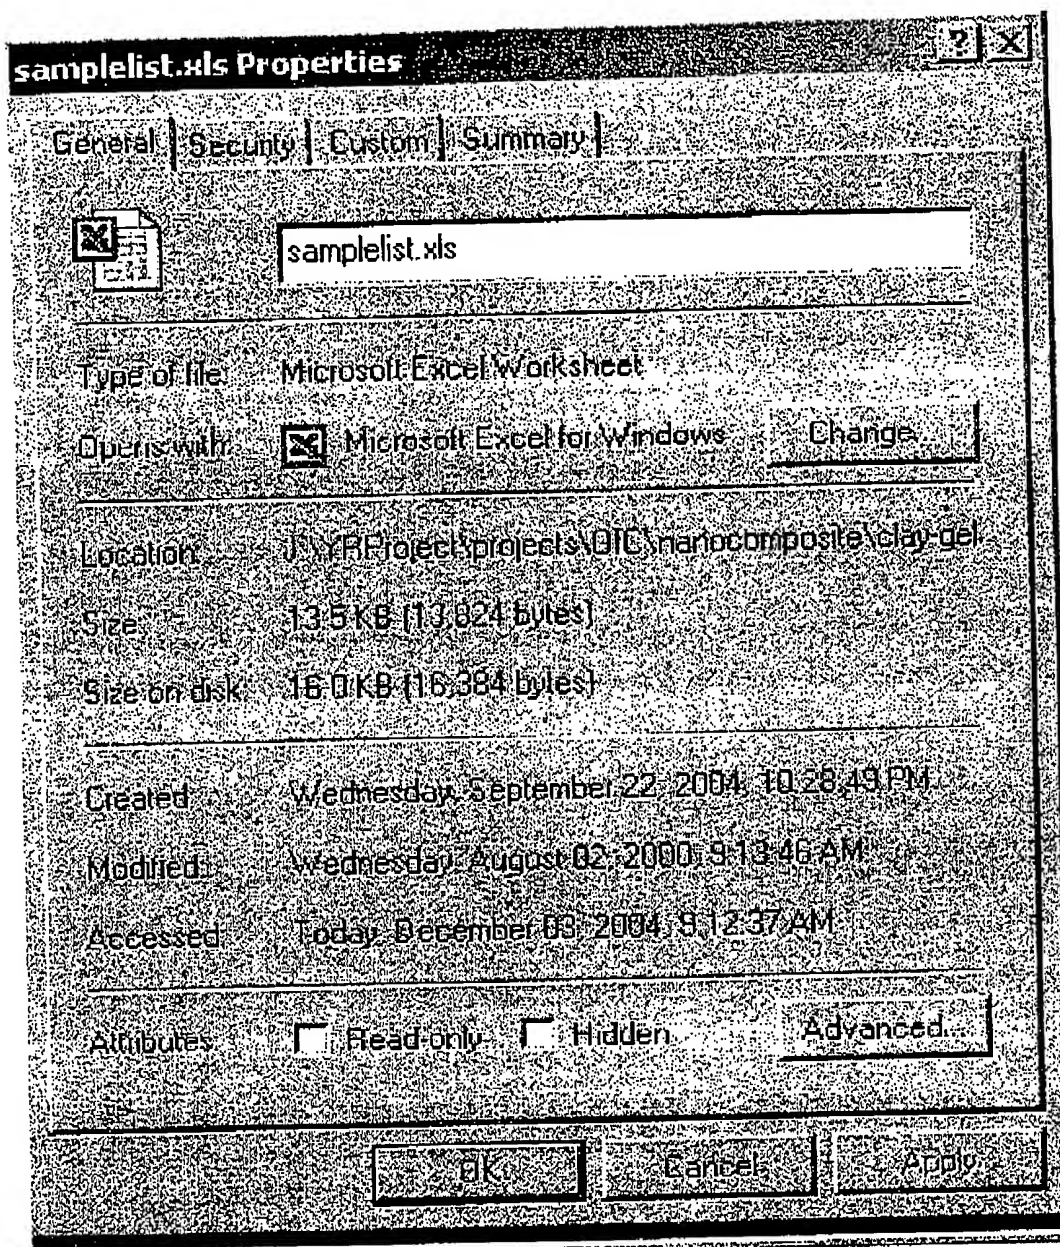 samplelist.xls Properties
General Security Custom Summary
samplelist.xls
Type of file: Microsoft Excel Worksheet
Opens with: Microsoft Excel for Windows Change...
Location: J:\YRProject\projects\OTC\nanocomposite\clay-gel
Size: 13.5 KB (13,824 bytes)
Size on disk: 16.0 KB (16,384 bytes)
Created: Wednesday, September 22, 2004, 10:28:49 PM
Modified: Wednesday, August 02, 2000, 9:13:46 AM
Accessed: Today, December 03, 2004, 9:12:37 AM
Attributes: Read-only Hidden Advanced...
OK Cancel Apply